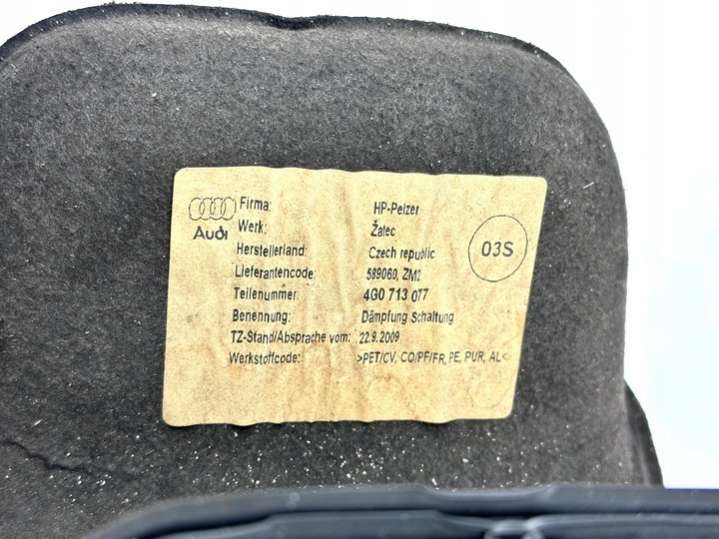 Audi
Firma: HP-Pelzer
Werk: Žatec
Herstellerland: Czech republic
Lieferantencode: 589060, ZM2
Teilenummer: 4G0 713 077
Benennung: Dämpfung Schaltung
TZ-Stand/Absprache vom: 22.9.2009
Werkstoffcode: >PET/CV, CO/PF/FR, PE, PUR, AL<
03S